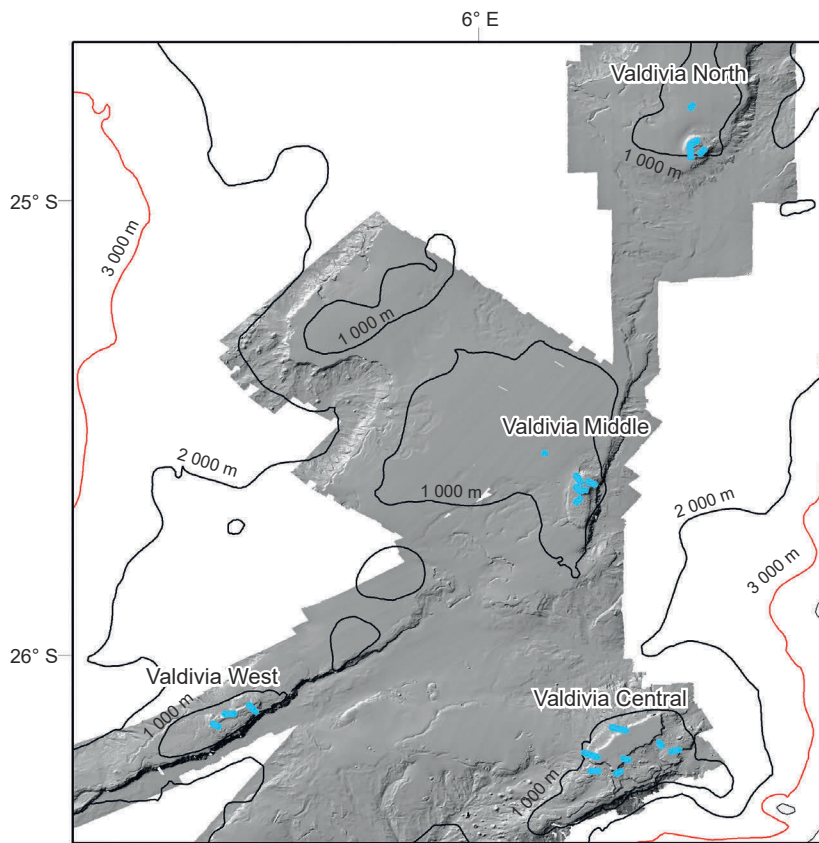 6° E
Valdivia North
1 000 m
25° S
3 000 m
1 000 m
Valdivia Middle
2 000 m
1 000 m
2 000 m
3 000 m
26° S
Valdivia West
Valdivia Central
1 000 m
1 000 m